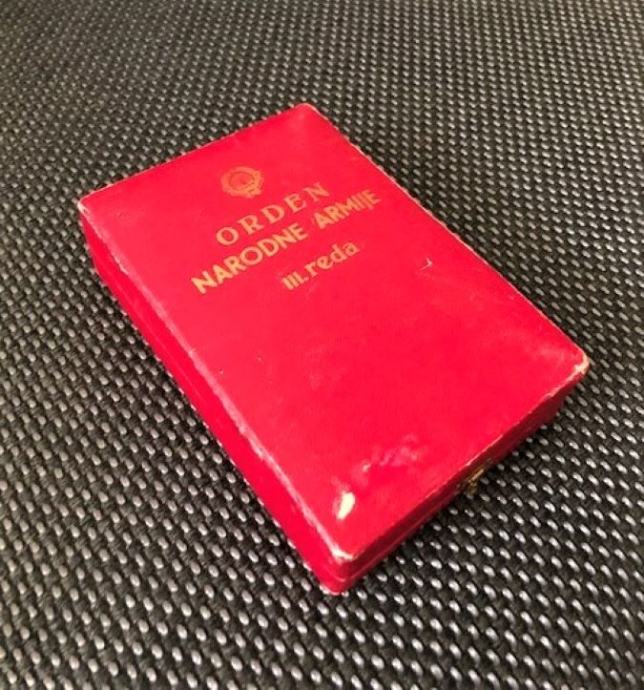 ORDEN
NARODNE ARMIJE
III. reda